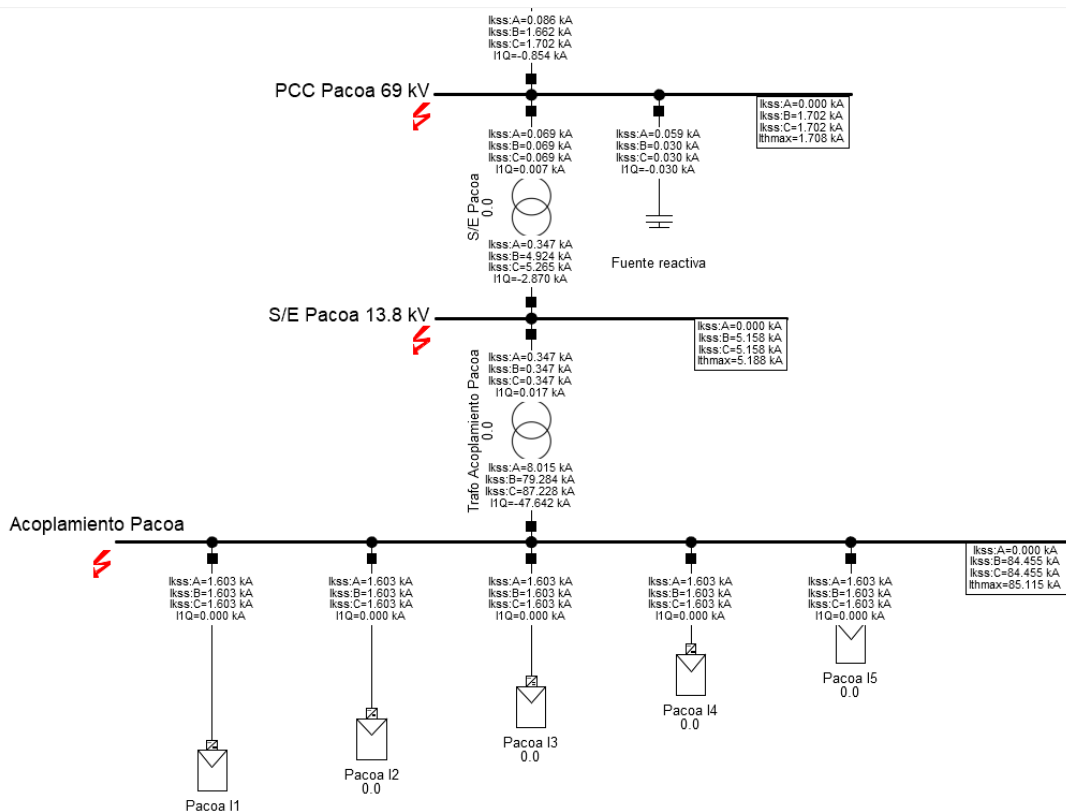 Ikss:A=0.086 kA
Ikss:B=1.662 kA
Ikss:C=1.702 kA
I1Q=-0.854 kA
PCC Pacoa 69 kV
Ikss:A=0.000 kA
Ikss:B=1.702 kA
Ikss:C=1.702 kA
Ithmax=1.708 kA
Ikss:A=0.069 kA
Ikss:B=0.069 kA
Ikss:C=0.069 kA
I1Q=0.007 kA
Ikss:A=0.059 kA
Ikss:B=0.030 kA
Ikss:C=0.030 kA
I1Q=-0.030 kA
S/E Pacoa
0.0
Fuente reactiva
Ikss:A=0.347 kA
Ikss:B=4.924 kA
Ikss:C=5.265 kA
I1Q=-2.870 kA
S/E Pacoa 13.8 kV
Ikss:A=0.000 kA
Ikss:B=5.158 kA
Ikss:C=5.158 kA
Ithmax=5.188 kA
Ikss:A=0.347 kA
Ikss:B=0.347 kA
Ikss:C=0.347 kA
I1Q=0.017 kA
Trafo Acoplamiento Pacoa
0.0
Ikss:A=8.015 kA
Ikss:B=79.284 kA
Ikss:C=87.228 kA
I1Q=-47.642 kA
Acoplamiento Pacoa
Ikss:A=0.000 kA
Ikss:B=84.455 kA
Ikss:C=84.455 kA
Ithmax=85.115 kA
Ikss:A=1.603 kA
Ikss:B=1.603 kA
Ikss:C=1.603 kA
I1Q=0.000 kA
Ikss:A=1.603 kA
Ikss:B=1.603 kA
Ikss:C=1.603 kA
I1Q=0.000 kA
Ikss:A=1.603 kA
Ikss:B=1.603 kA
Ikss:C=1.603 kA
I1Q=0.000 kA
Ikss:A=1.603 kA
Ikss:B=1.603 kA
Ikss:C=1.603 kA
I1Q=0.000 kA
Ikss:A=1.603 kA
Ikss:B=1.603 kA
Ikss:C=1.603 kA
I1Q=0.000 kA
Pacoa I1
Pacoa I2
0.0
Pacoa I3
0.0
Pacoa I4
0.0
Pacoa I5
0.0